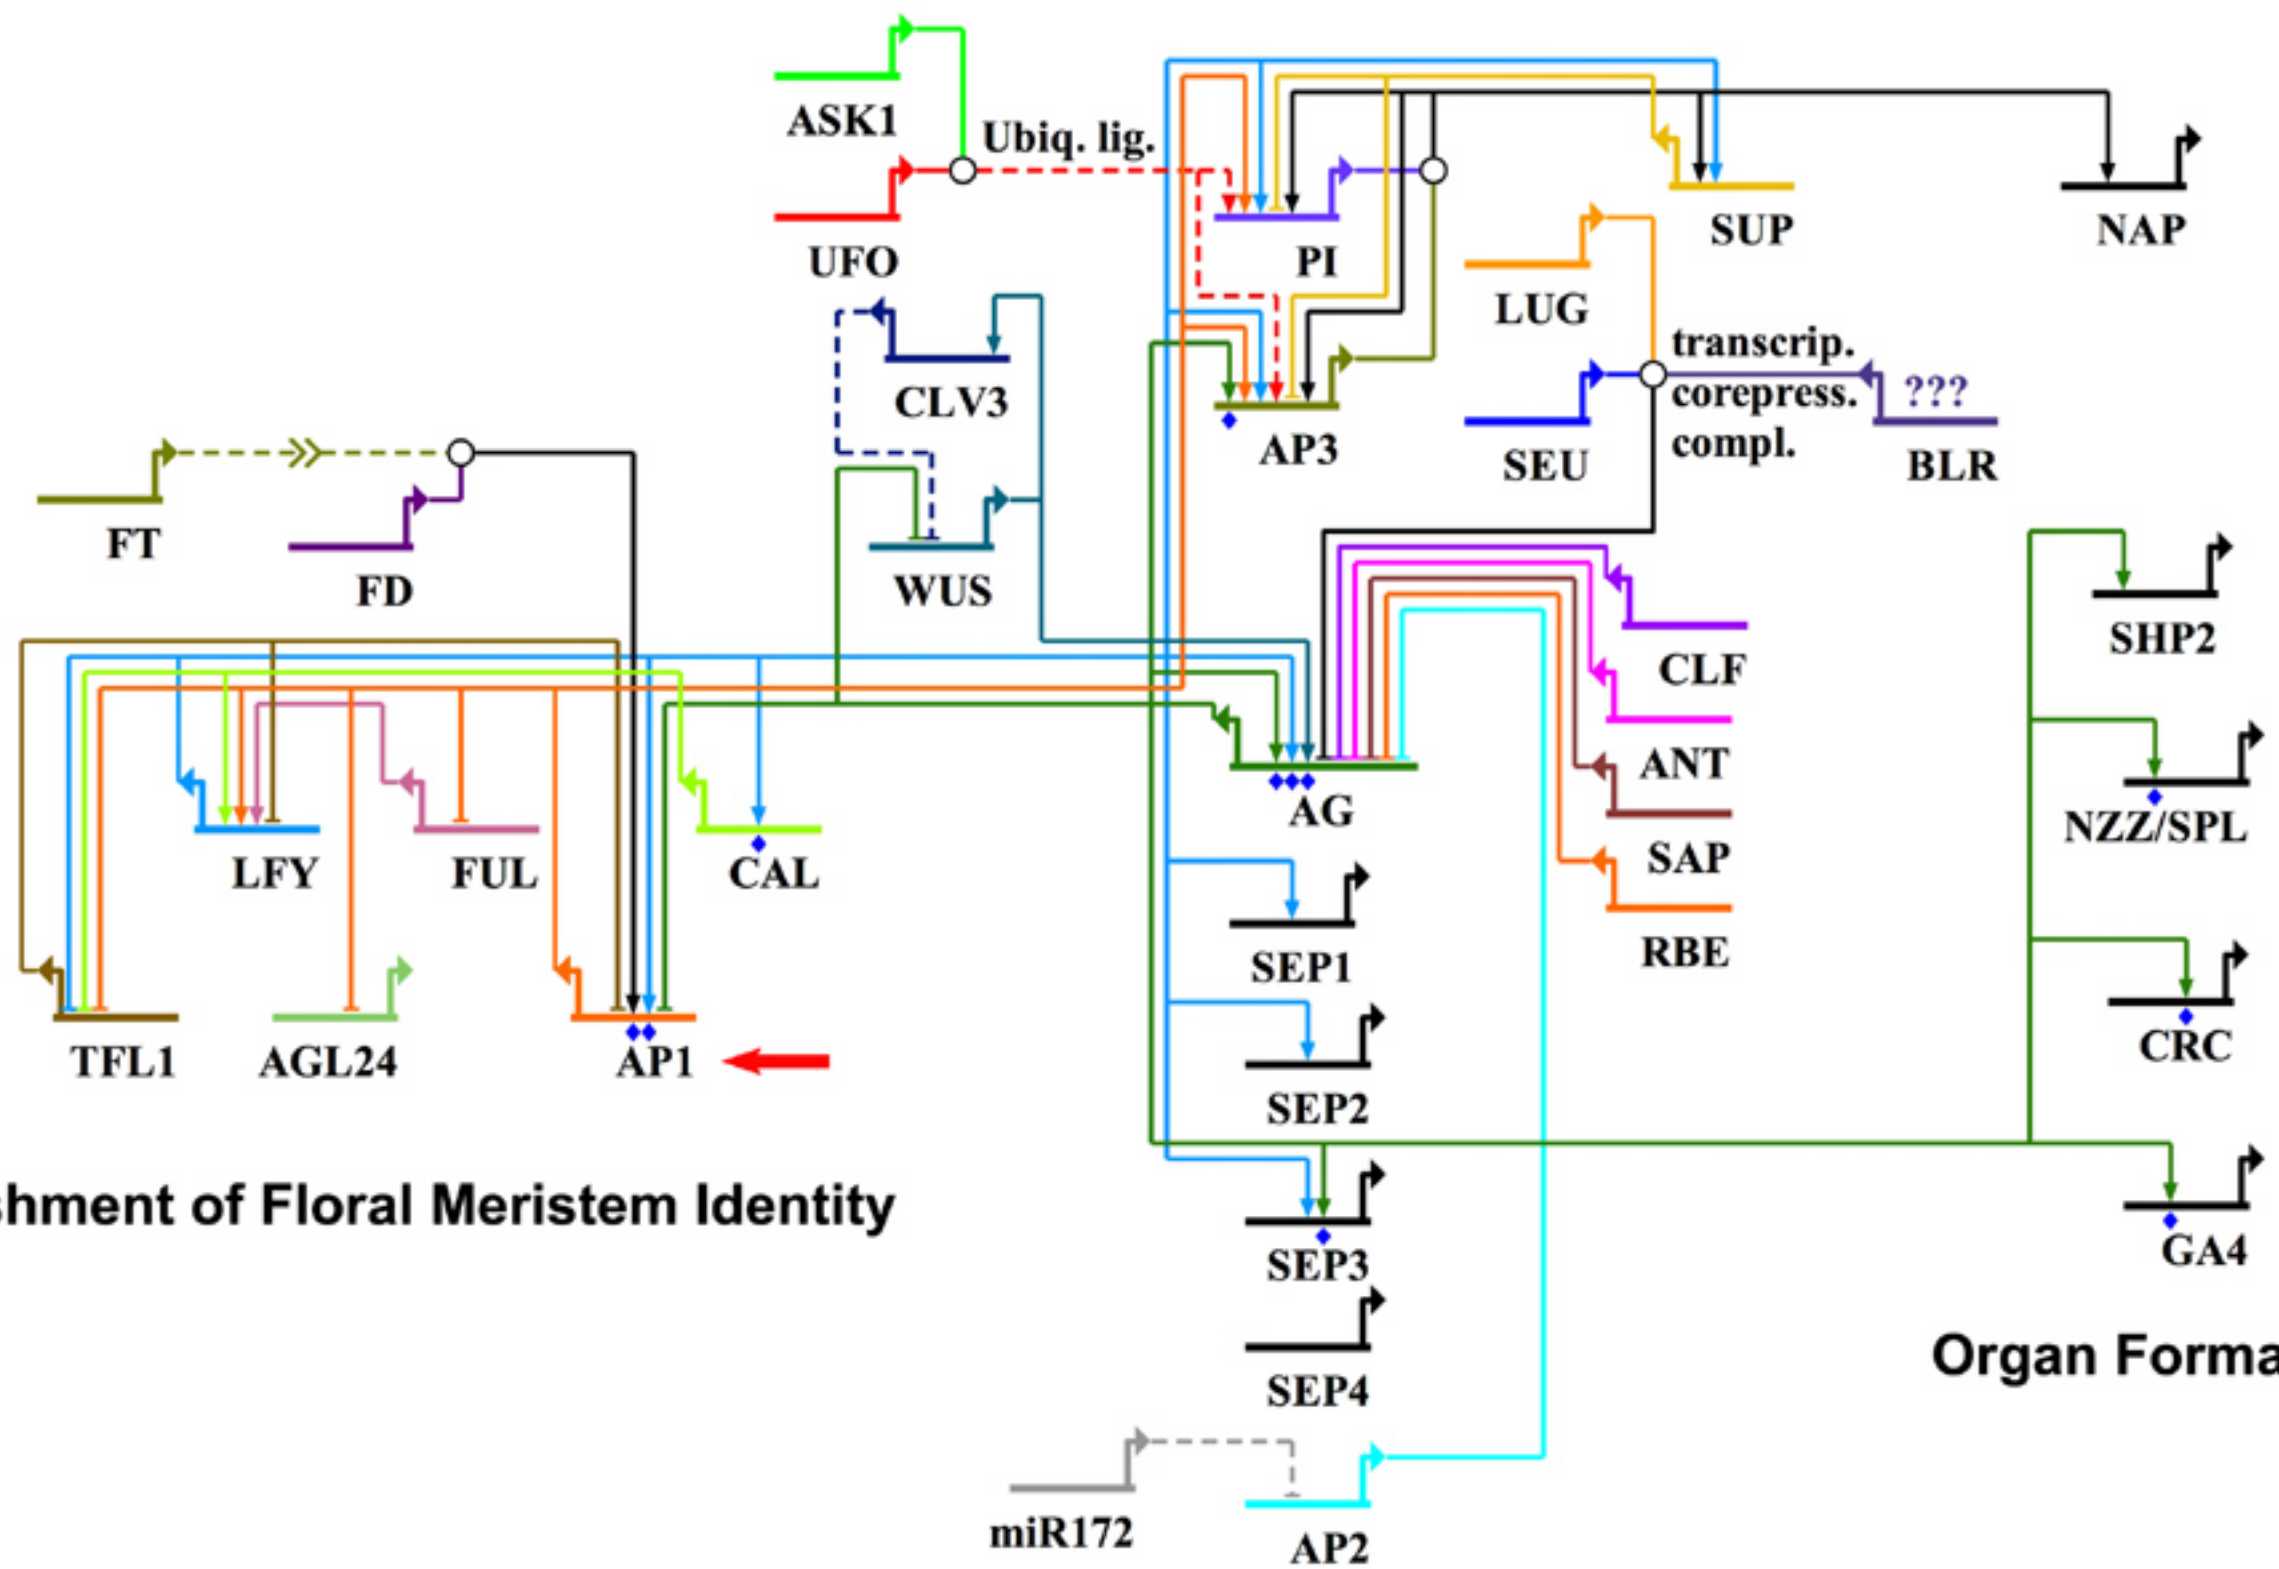 ASK1
Ubiq. lig.
UFO
PI
SUP
NAP
LUG
CLV3
transcrip.
corepress.
compl.
???
AP3
SEU
BLR
FT
FD
WUS
SHP2
CLF
ANT
AG
NZZ/SPL
LFY
FUL
CAL
SAP
SEP1
RBE
TFL1
AGL24
AP1
CRC
SEP2
shment of Floral Meristem Identity
SEP3
GA4
SEP4
Organ Forma
miR172
AP2